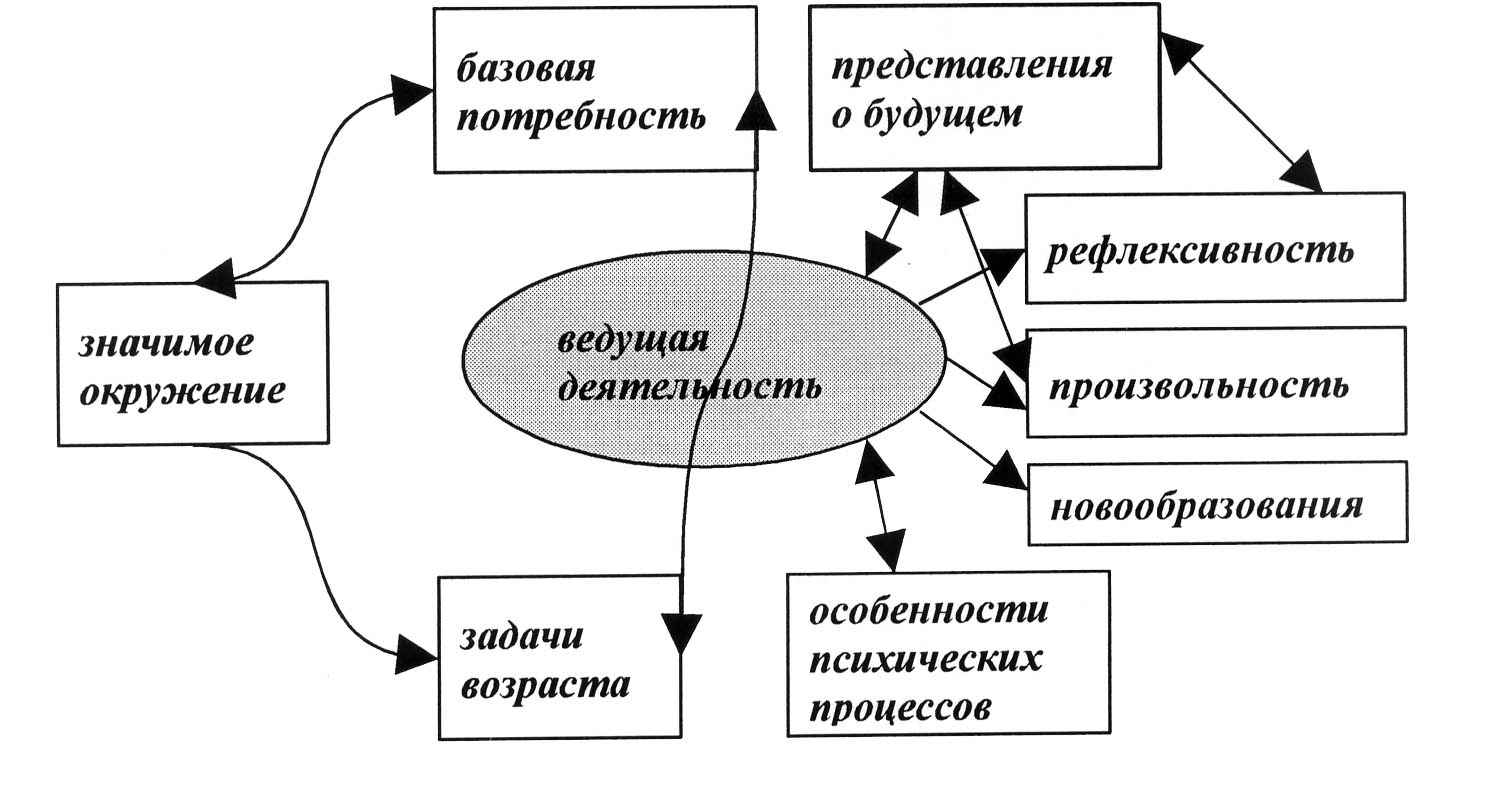 базовая
потребность
представления
о будущем
рефлексивность
значимое
окружение
ведущая
деятельность
произвольность
новообразования
задачи
возраста
особенности
психических
процессов